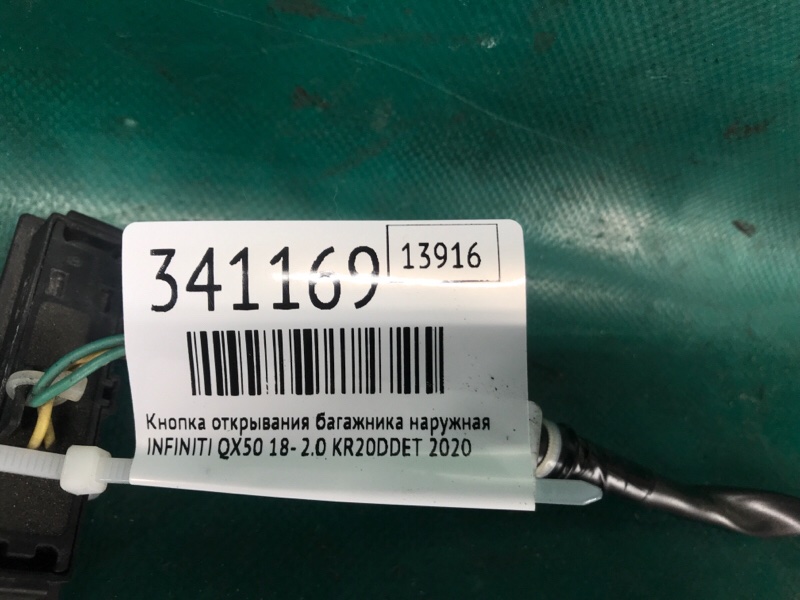 341169
13916
Кнопка открывания багажника наружная
INFINITI QX50 18- 2.0 KR20DDET 2020